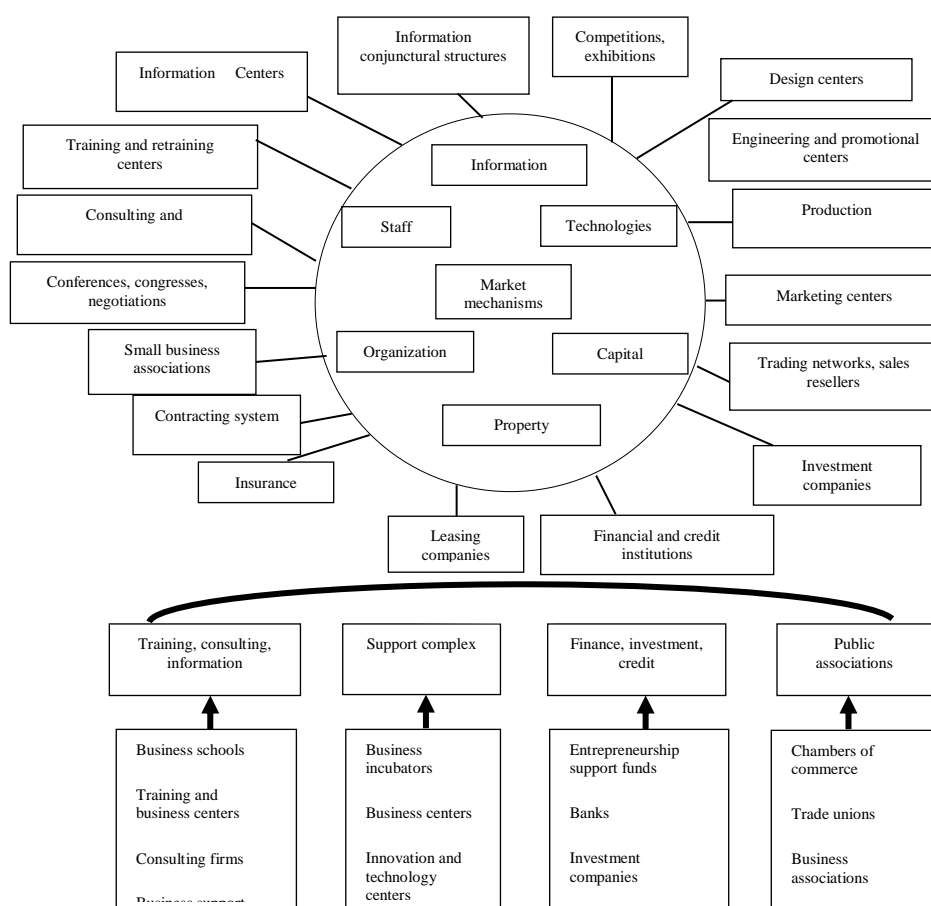 Information
conjunctural structures
Competitions,
exhibitions
Information Centers
Design centers
Training and retraining
centers
Information
Engineering and promotional
centers
Consulting and
Staff
Technologies
Production
Conferences, congresses,
negotiations
Market
mechanisms
Marketing centers
Small business
associations
Organization
Capital
Trading networks, sales
resellers
Contracting system
Property
Insurance
Investment
companies
Leasing
companies
Financial and credit
institutions
Training, consulting,
information
Support complex
Finance, investment,
credit
Public
associations
Business schools
Training and
business centers
Consulting firms
Business support
Business
incubators
Business centers
Innovation and
technology
centers
Entrepreneurship
support funds
Banks
Investment
companies
Chambers of
commerce
Trade unions
Business
associations